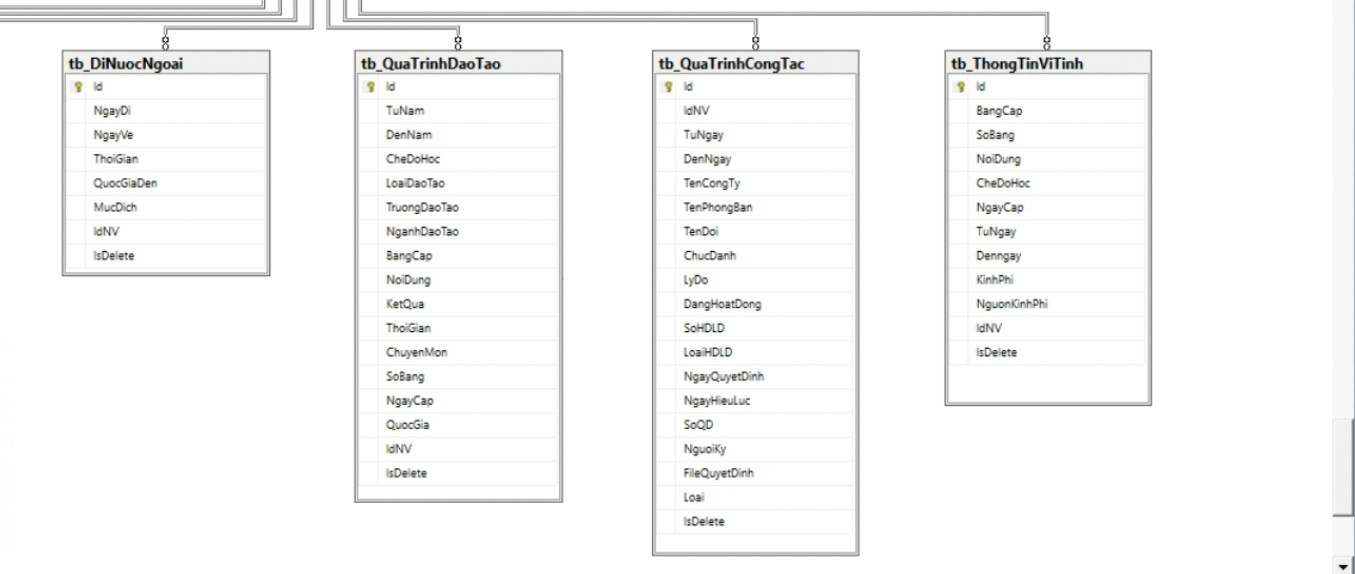 tb_DiNuocNgoai
Id
NgayDi
NgayVe
ThoiGian
QuocGiaDen
MucDich
IdNV
IsDelete
tb_QuaTrinhDaoTao
Id
TuNam
DenNam
CheDoHoc
LoaiDaoTao
TruongDaoTao
NganhDaoTao
BangCap
NoiDung
KetQua
ThoiGian
ChuyenMon
SoBang
NgayCap
QuocGia
IdNV
IsDelete
tb_QuaTrinhCongTac
Id
IdNV
TuNgay
DenNgay
TenCongTy
TenPhongBan
TenDoi
ChucDanh
LyDo
DangHoatDong
SoHDLD
LoaiHDLD
NgayQuyetDinh
NgayHieuLuc
SoQD
NguoiKy
FileQuyetDinh
Loai
IsDelete
tb_ThongTinViTinh
Id
BangCap
SoBang
NoiDung
CheDoHoc
NgayCap
TuNgay
Denngay
KinhPhi
NguonKinhPhi
IdNV
IsDelete